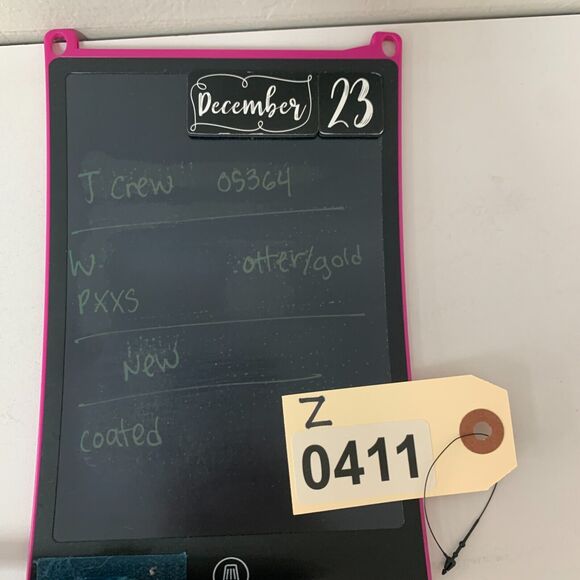 December 23
J Crew 05364
W. otter/gold
PXXS
New
coated
Z
0411